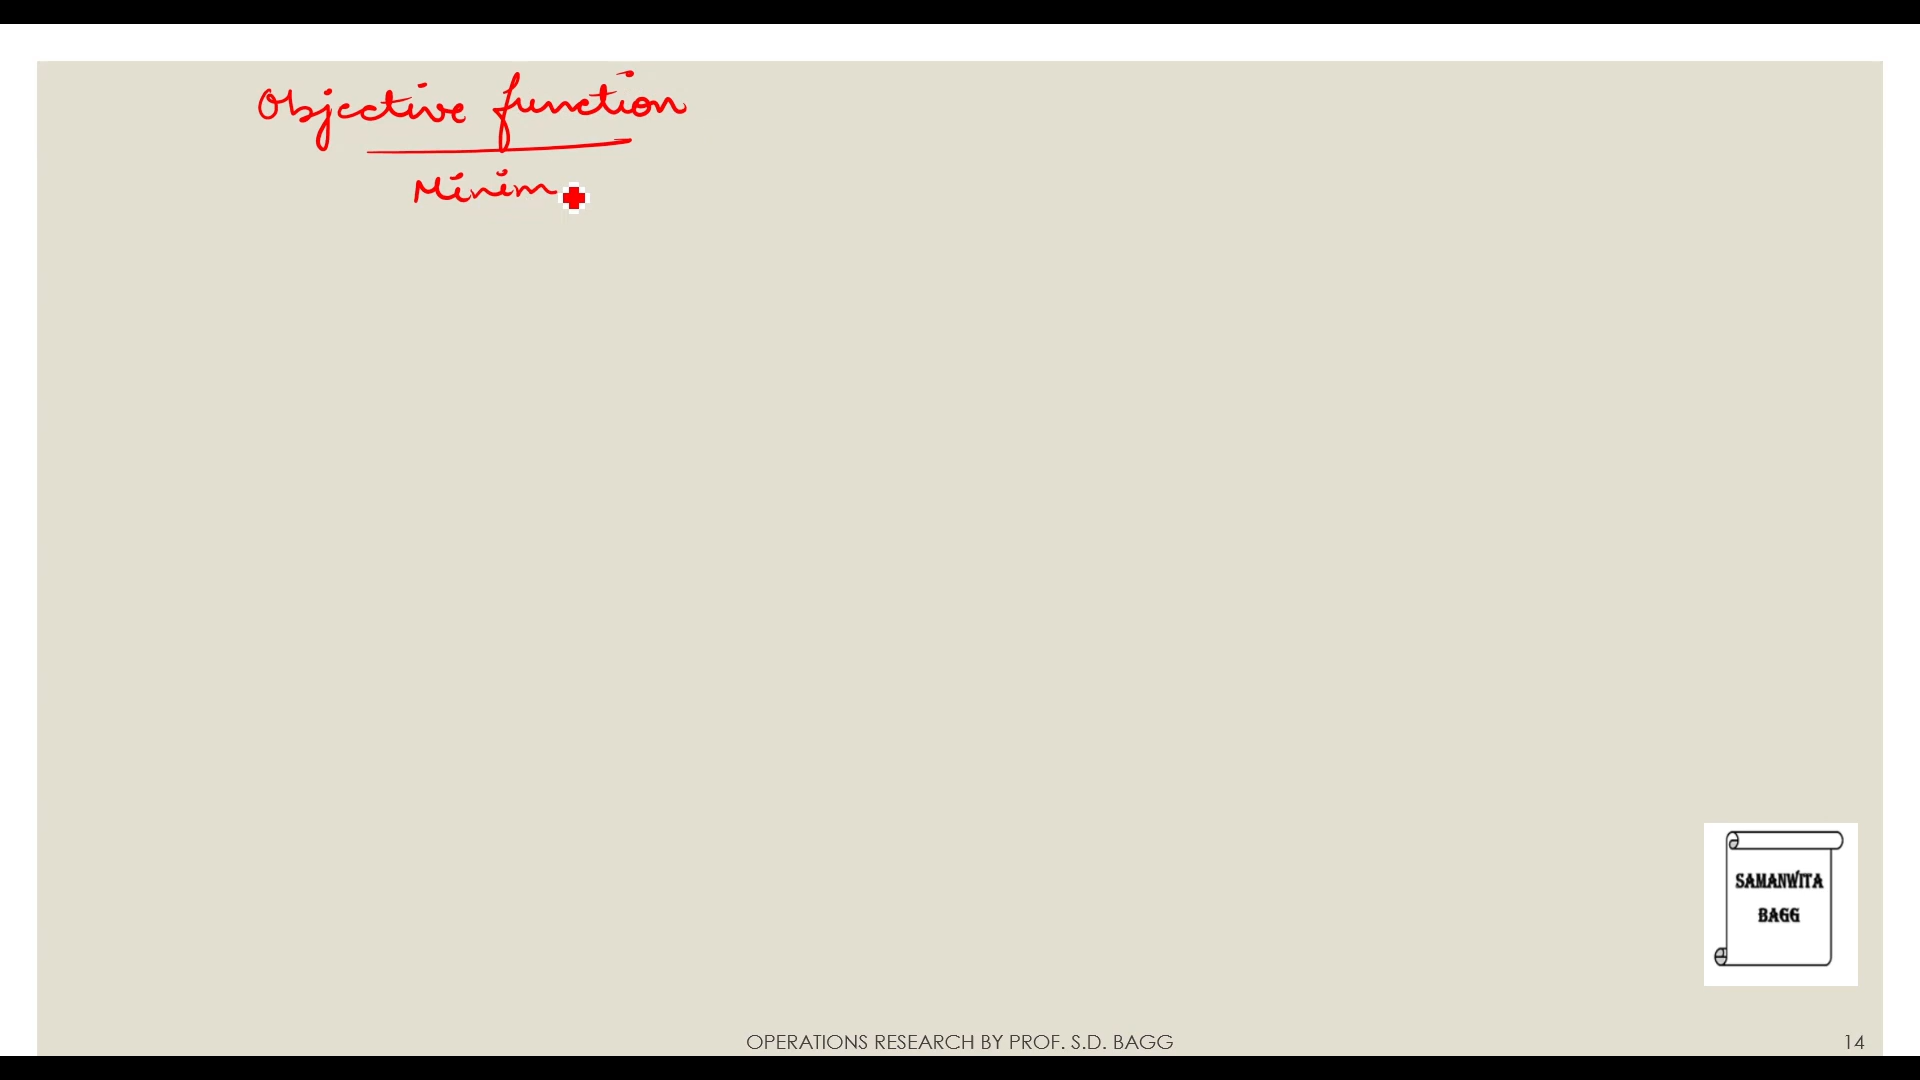 Objective function
Minim
SAMANWITA
BAGG
OPERATIONS RESEARCH BY PROF. S.D. BAGG
14